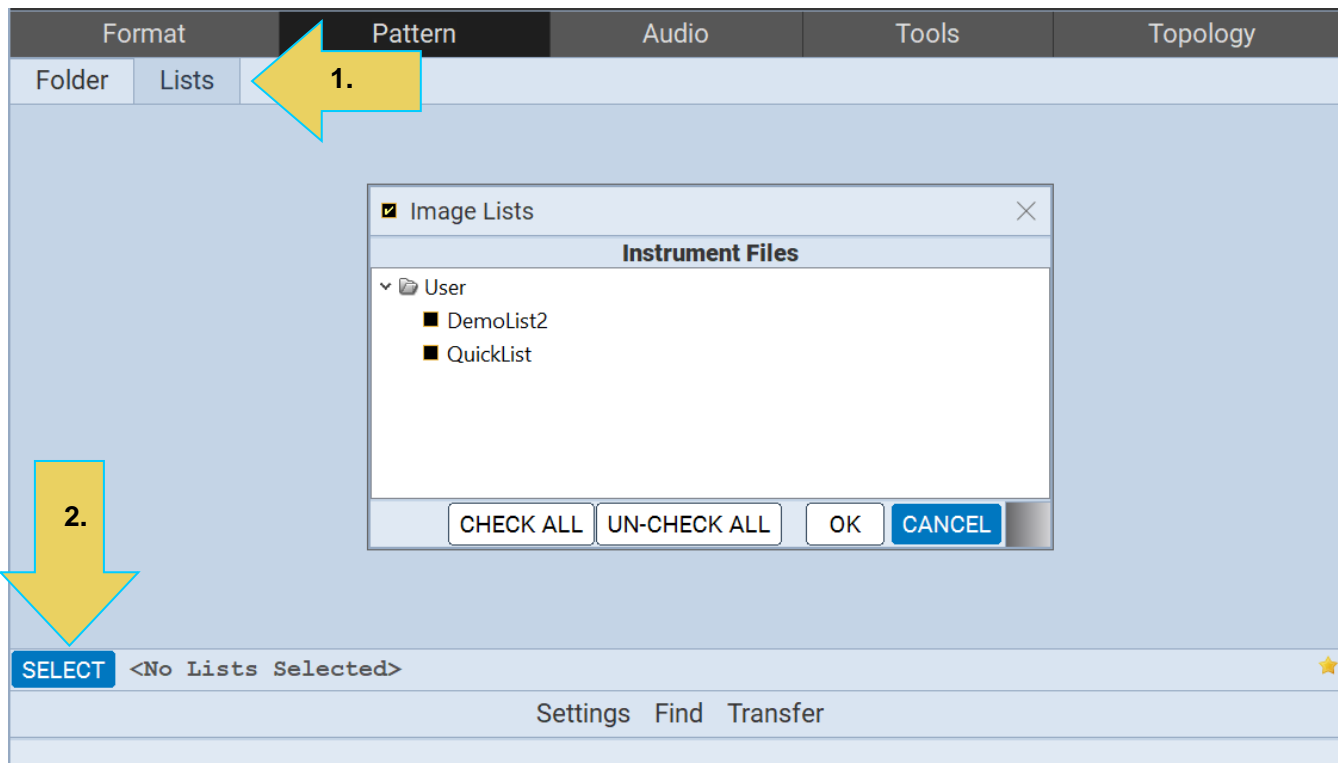 Format Pattern Audio Tools Topology
Folder Lists 1.
Image Lists
Instrument Files
User
DemoList2
QuickList
2.
CHECK ALL UN-CHECK ALL OK CANCEL
SELECT <No Lists Selected>
Settings Find Transfer